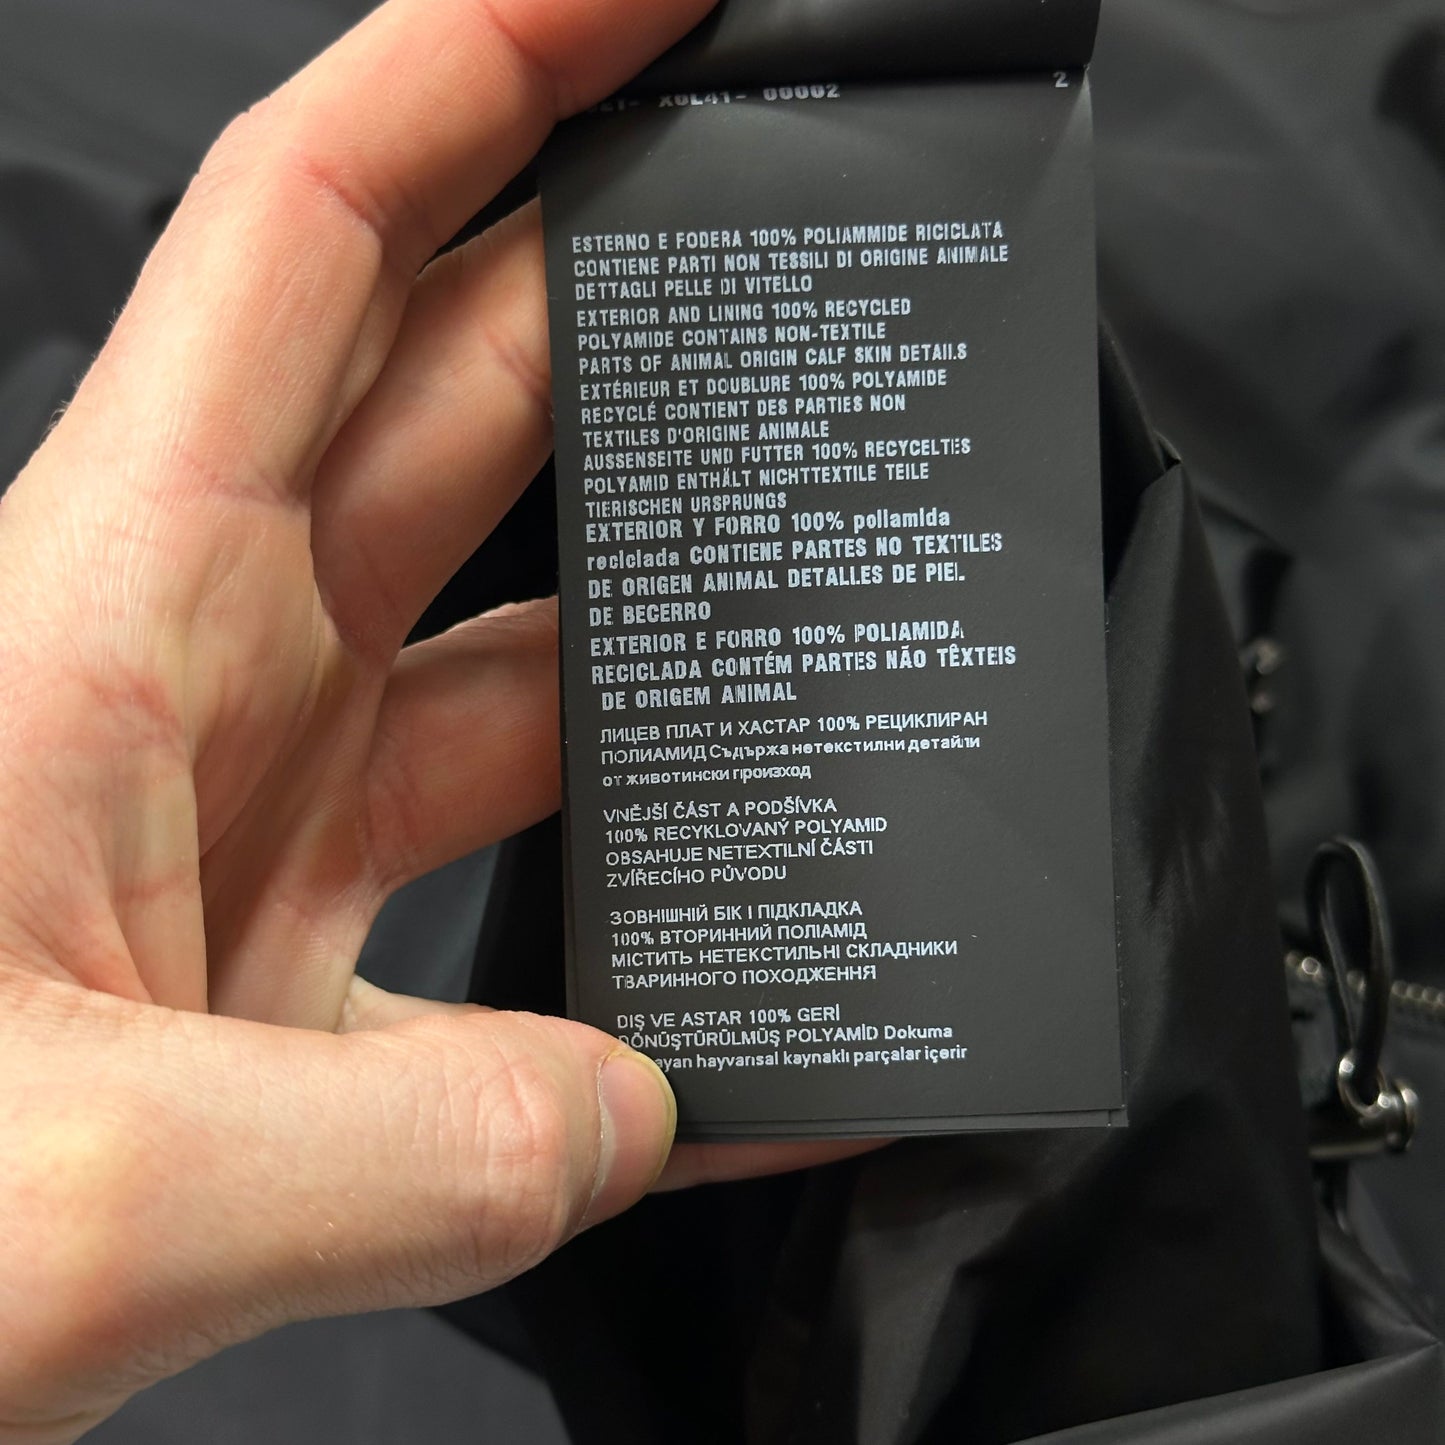 X0L41- 00002
2
ESTERNO E FODERA 100% POLIAMMIDE RICICLATA
CONTIENE PARTI NON TESSILI DI ORIGINE ANIMALE
DETTAGLI PELLE DI VITELLO
EXTERIOR AND LINING 100% RECYCLED
POLYAMIDE CONTAINS NON-TEXTILE
PARTS OF ANIMAL ORIGIN CALF SKIN DETAILS
EXTÉRIEUR ET DOUBLURE 100% POLYAMIDE
RECYCLÉ CONTIENT DES PARTIES NON
TEXTILES D'ORIGINE ANIMALE
AUSSENSEITE UND FUTTER 100% RECYCELTES
POLYAMID ENTHÄLT NICHTTEXTILE TEILE
TIERISCHEN URSPRUNGS
EXTERIOR Y FORRO 100% poliamida
reciclada CONTIENE PARTES NO TEXTILES
DE ORIGEN ANIMAL DETALLES DE PIEL
DE BECERRO
EXTERIOR E FORRO 100% POLIAMIDA
RECICLADA CONTÉM PARTES NÃO TÊXTEIS
DE ORIGEM ANIMAL
ЛИЦЕВ ПЛАТ И ХАСТАР 100% РЕЦИКЛИРАН
ПОЛИАМИД Съдържа нетекстилни детайли
от животински произход
VNĚJŠÍ ČÁST A PODŠÍVKA
100% RECYKLOVANÝ POLYAMID
OBSAHUJE NETEXTILNÍ ČÁSTI
ZVÍŘECÍHO PŮVODU
ЗОВНІШНІЙ БІК І ПІДКЛАДКА
100% ВТОРИННИЙ ПОЛІАМІД
МІСТИТЬ НЕТЕКСТИЛЬНІ СКЛАДНИКИ
ТВАРИННОГО ПОХОДЖЕННЯ
DIŞ VE ASTAR 100% GERİ
DÖNÜŞTÜRÜLMÜŞ POLYAMİD Dokuma
hayvansal kaynaklı parçalar içerir